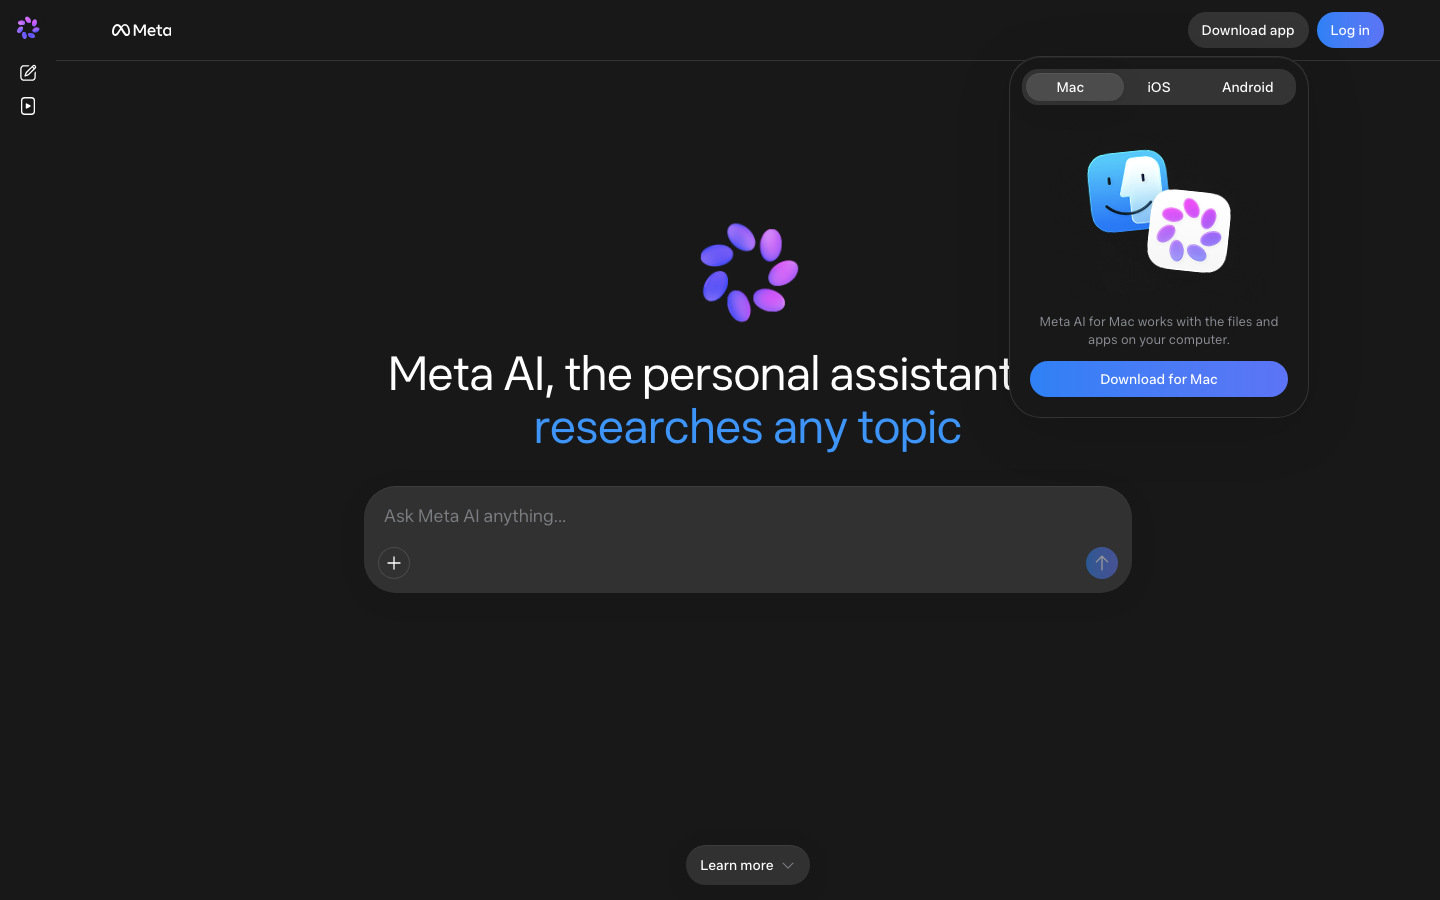 Meta
Download app
Log in
Mac
iOS
Android
Meta AI for Mac works with the files and
apps on your computer.
Download for Mac
Meta AI, the personal assistant
researches any topic
Ask Meta AI anything...
Learn more